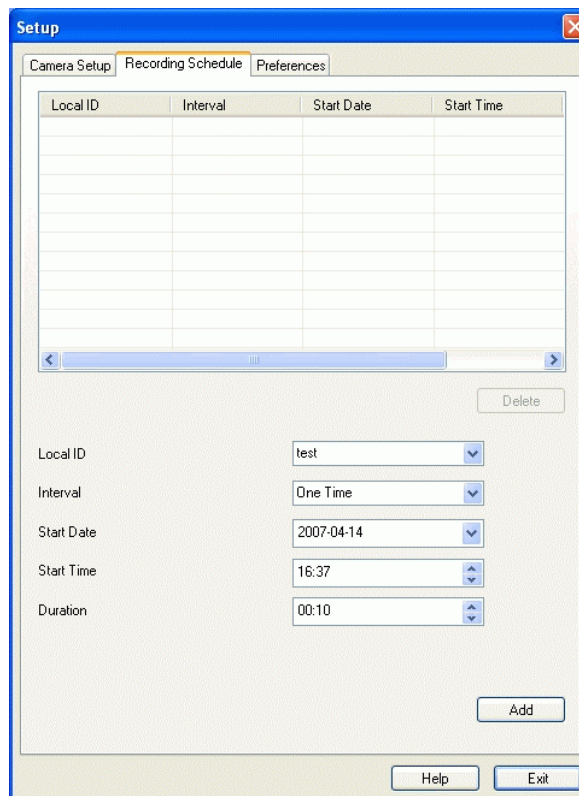 Setup
Camera Setup Recording Schedule Preferences
Local ID Interval Start Date Start Time
Delete
Local ID test
Interval One Time
Start Date 2007-04-14
Start Time 16:37
Duration 00:10
Add
Help Exit